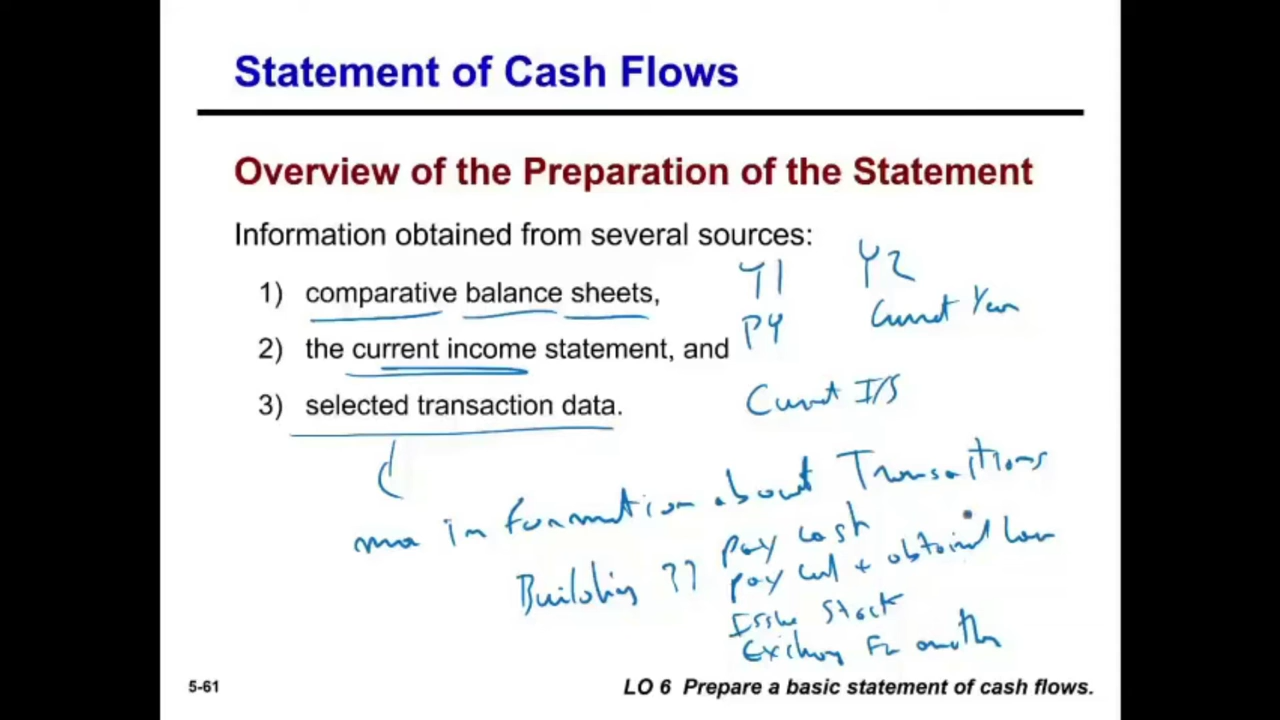 Statement of Cash Flows
Overview of the Preparation of the Statement
Information obtained from several sources:
1) comparative balance sheets,
Y1 Y2
PY Current Year
2) the current income statement, and
Current I/S
3) selected transaction data.
information about Transactions
Building ??
pay cash
pay cash + obtained loan
Issue Stock
Exchang for another
5-61
LO 6 Prepare a basic statement of cash flows.